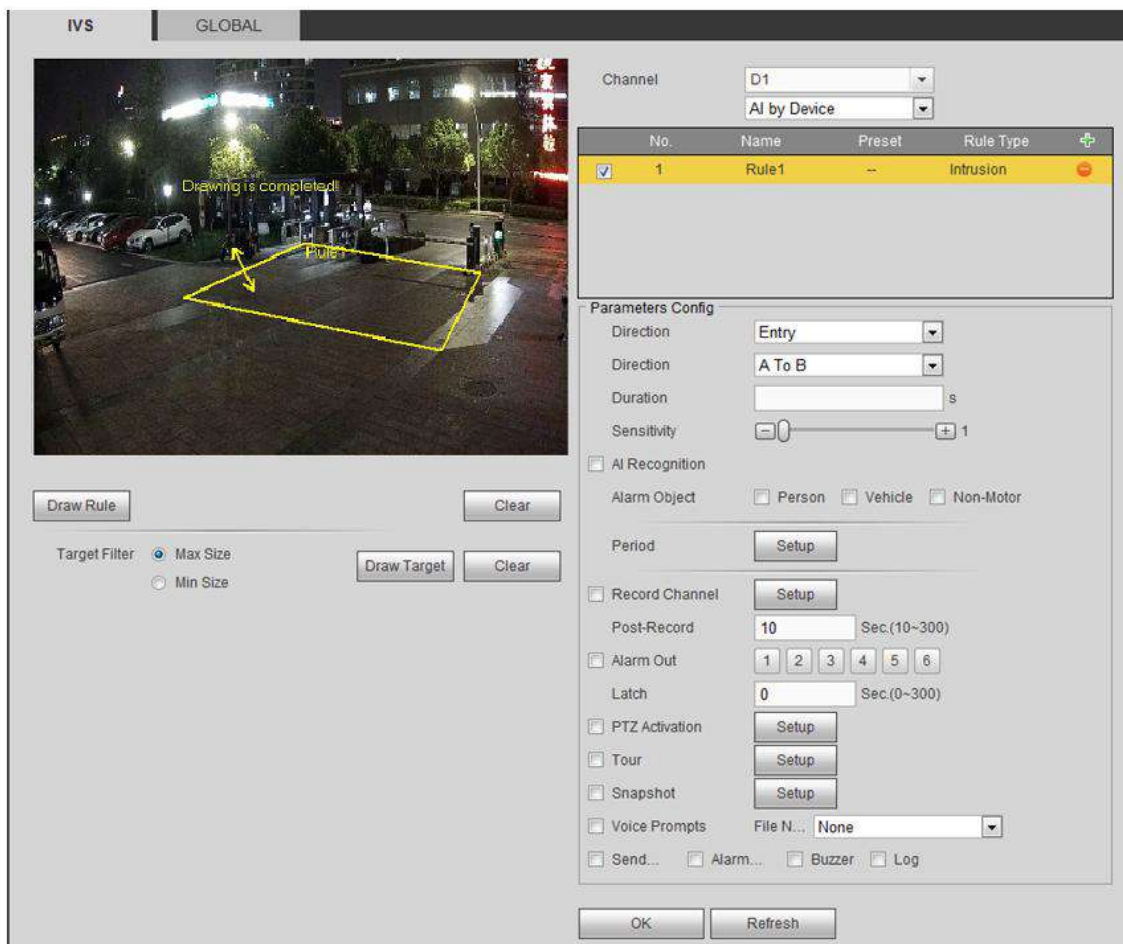 IVS GLOBAL
Drawing is completed!
Rule1
Draw Rule Clear
Target Filter Max Size
Min Size
Draw Target Clear
Channel D1
AI by Device
No. Name Preset Rule Type
1 Rule1 -- Intrusion
Parameters Config
Direction Entry
Direction A To B
Duration s
Sensitivity 1
AI Recognition
Alarm Object Person Vehicle Non-Motor
Period Setup
Record Channel Setup
Post-Record 10 Sec.(10~300)
Alarm Out 1 2 3 4 5 6
Latch 0 Sec.(0~300)
PTZ Activation Setup
Tour Setup
Snapshot Setup
Voice Prompts File N... None
Send... Alarm... Buzzer Log
OK Refresh